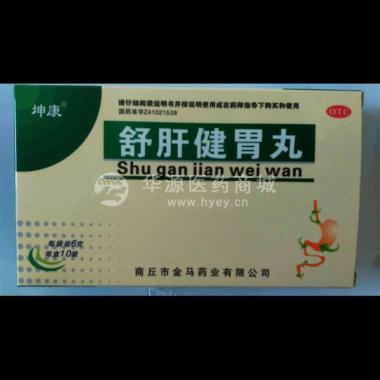 坤康®
请仔细阅读说明书并按说明使用或在药师指导下购买和使用
国药准字Z41021528
OTC
舒肝健胃丸
Shu gan jian wei wan
华源医药商城
www.hyey.cn
每袋装6克
每盒10袋
商丘市金马药业有限公司